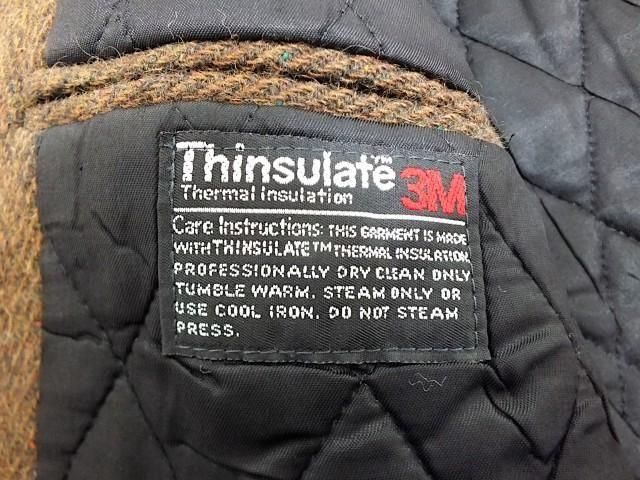 Thinsulate™ 3M
Thermal Insulation
Care Instructions: THIS GARMENT IS MADE
WITH THINSULATE™ THERMAL INSULATION.
PROFESSIONALLY DRY CLEAN ONLY
TUMBLE WARM. STEAM ONLY OR
USE COOL IRON. DO NOT STEAM
PRESS.